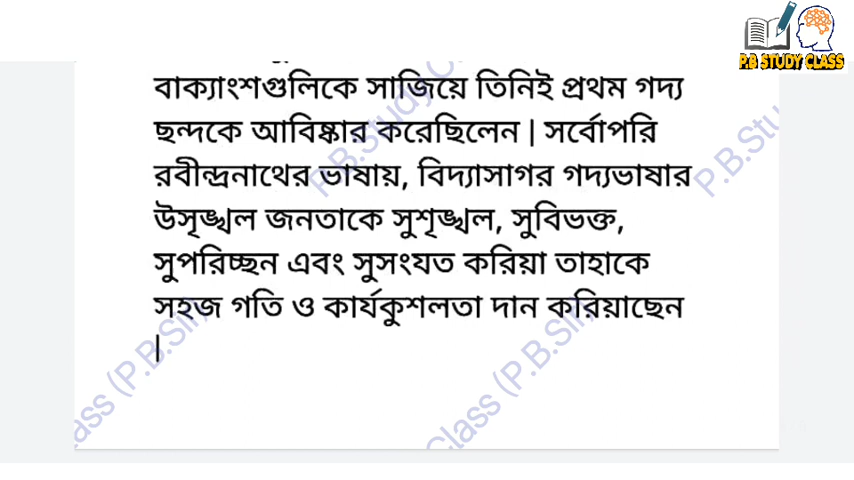 P.B STUDY CLASS
বাক্যাংশগুলিকে সাজিয়ে তিনিই প্রথম গদ্য
ছন্দকে আবিষ্কার করেছিলেন | সর্বোপরি
রবীন্দ্রনাথের ভাষায়, বিদ্যাসাগর গদ্যভাষার
উসৃঙ্খল জনতাকে সুশৃঙ্খল, সুবিভক্ত,
সুপরিচ্ছন এবং সুসংযত করিয়া তাহাকে
সহজ গতি ও কার্যকুশলতা দান করিয়াছেন
|